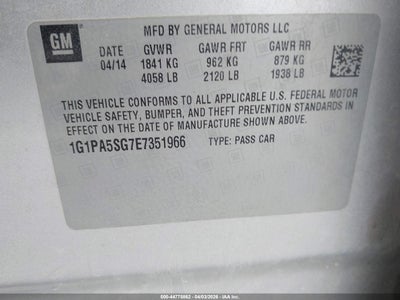 MFD BY GENERAL MOTORS LLC
GM
DATE GVWR GAWR FRT GAWR RR
04/14 1841 KG 962 KG 879 KG
4058 LB 2120 LB 1938 LB
THIS VEHICLE CONFORMS TO ALL APPLICABLE U.S. FEDERAL MOTOR
VEHICLE SAFETY, BUMPER, AND THEFT PREVENTION STANDARDS IN
EFFECT ON THE DATE OF MANUFACTURE SHOWN ABOVE.
1G1PA5SG7E7351966 TYPE: PASS CAR